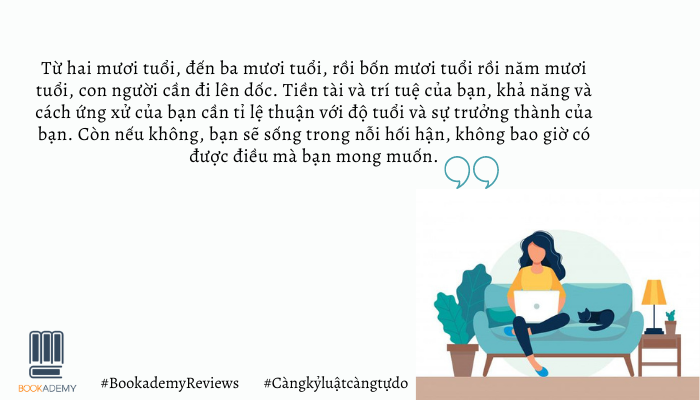 Từ hai mươi tuổi, đến ba mươi tuổi, rồi bốn mươi tuổi rồi năm mươi
tuổi, con người cần đi lên dốc. Tiền tài và trí tuệ của bạn, khả năng và
cách ứng xử của bạn cần tỉ lệ thuận với độ tuổi và sự trưởng thành của
bạn. Còn nếu không, bạn sẽ sống trong nỗi hối hận, không bao giờ có
được điều mà bạn mong muốn.
BOOKADEMY
#BookademyReviews #Càngkỷluậtcàngtựdo